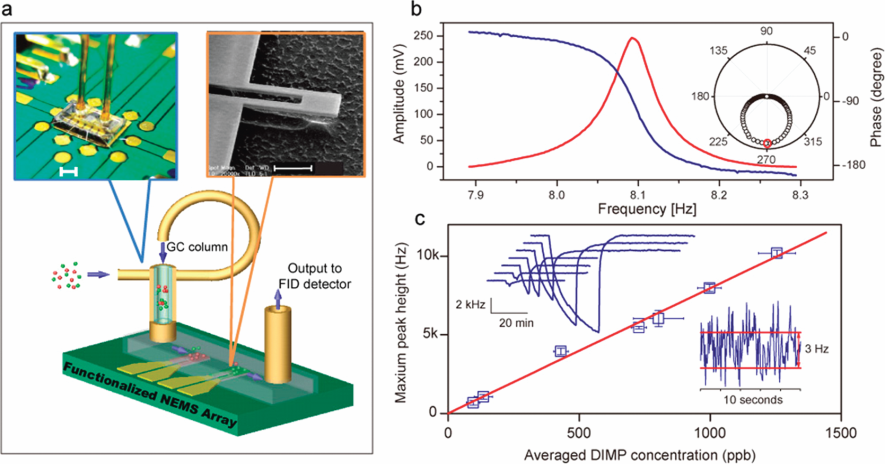 a
GC column
Output to
FID detector
Functionalized NEMS Array
b
Amplitude (mV)
250
200
150
100
50
0
7.9
8.0
8.1
8.2
8.3
Frequency [Hz]
0
-90
-180
Phase (degree)
90
135
45
180
0
225
315
270
c
Maxium peak height (Hz)
10k
5k
0
2 kHz
20 min
3 Hz
10 seconds
0
500
1000
1500
Averaged DIMP concentration (ppb)